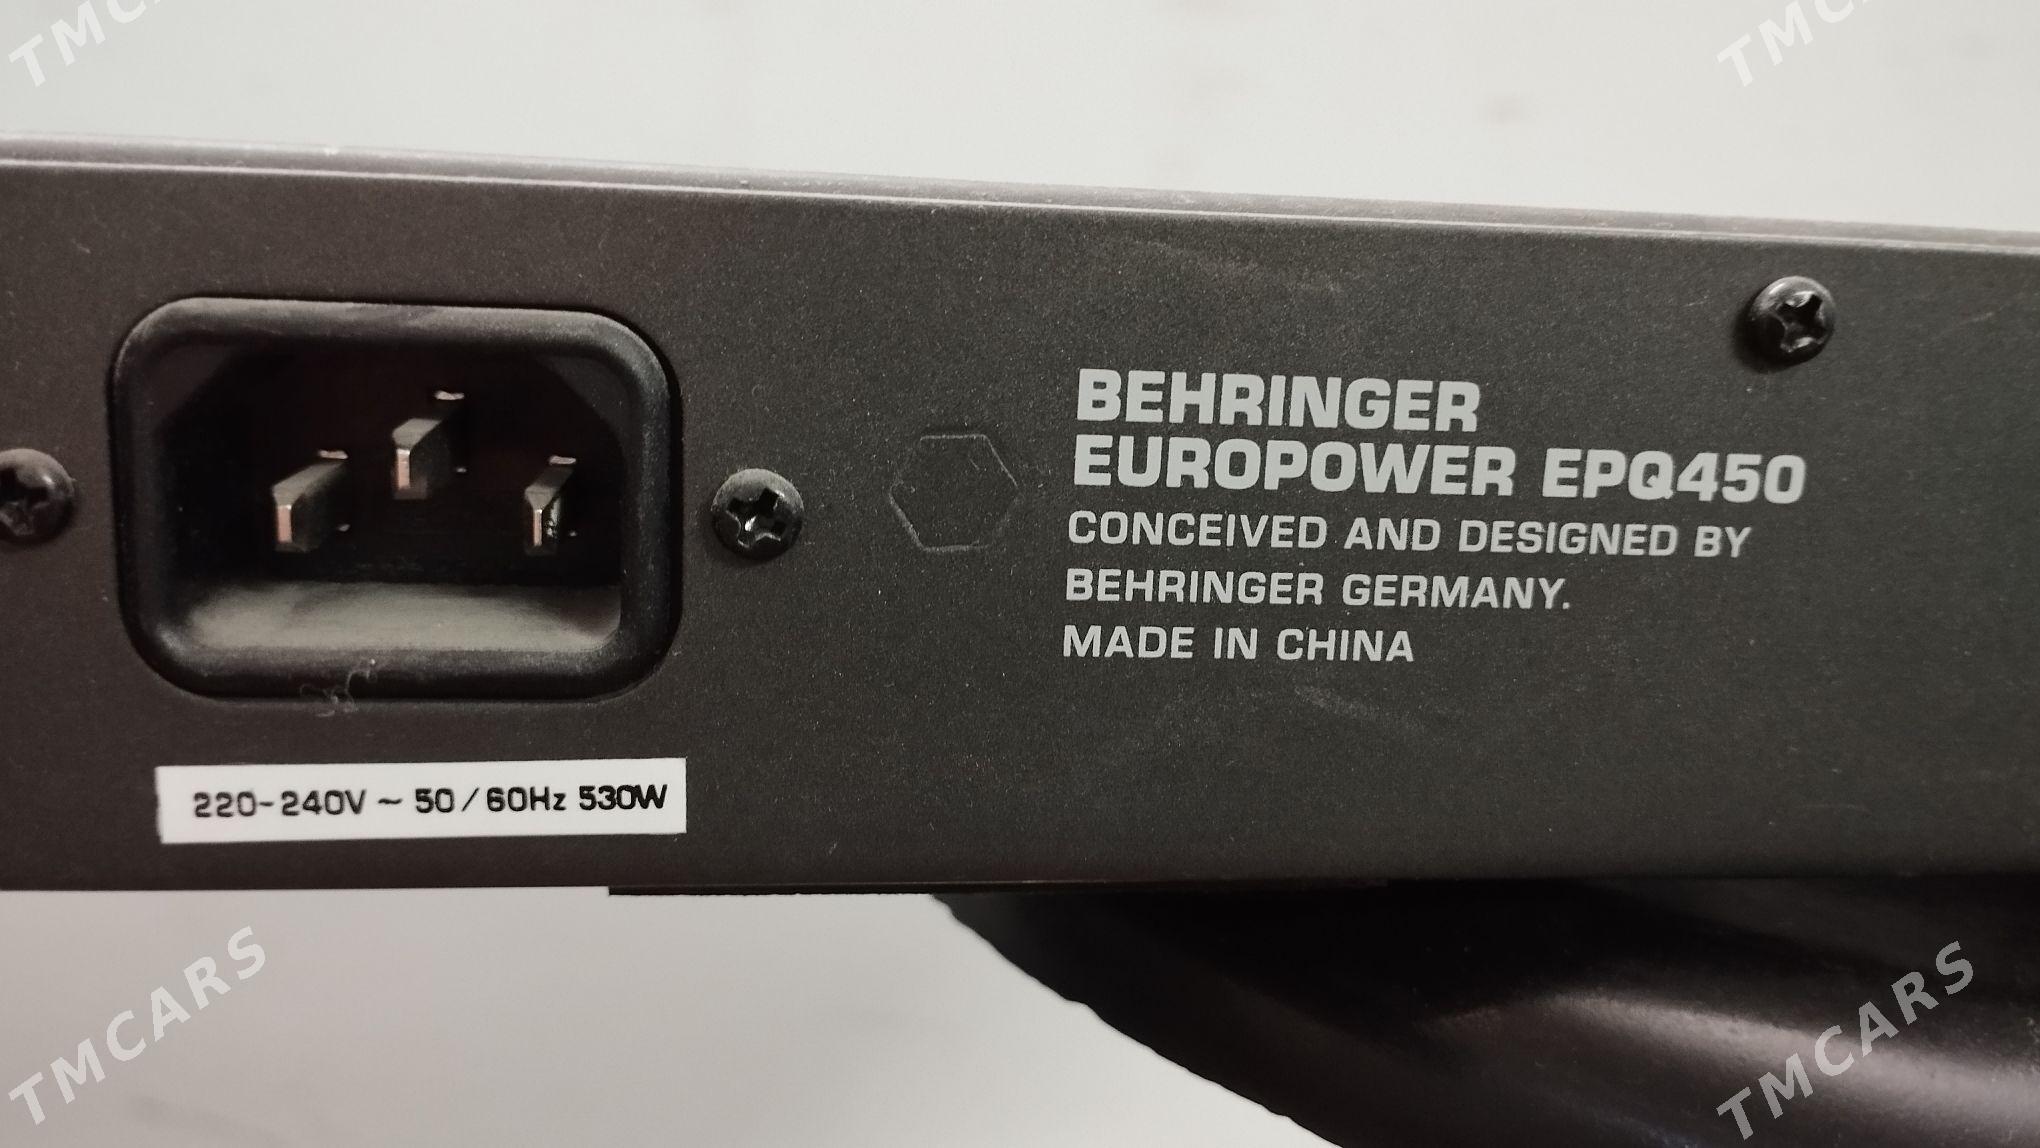 TMCARS
TMCARS
BEHRINGER
EUROPOWER EPQ450
CONCEIVED AND DESIGNED BY
BEHRINGER GERMANY.
MADE IN CHINA
220-240V ~ 50/60Hz 530W
TMCARS
TMCARS